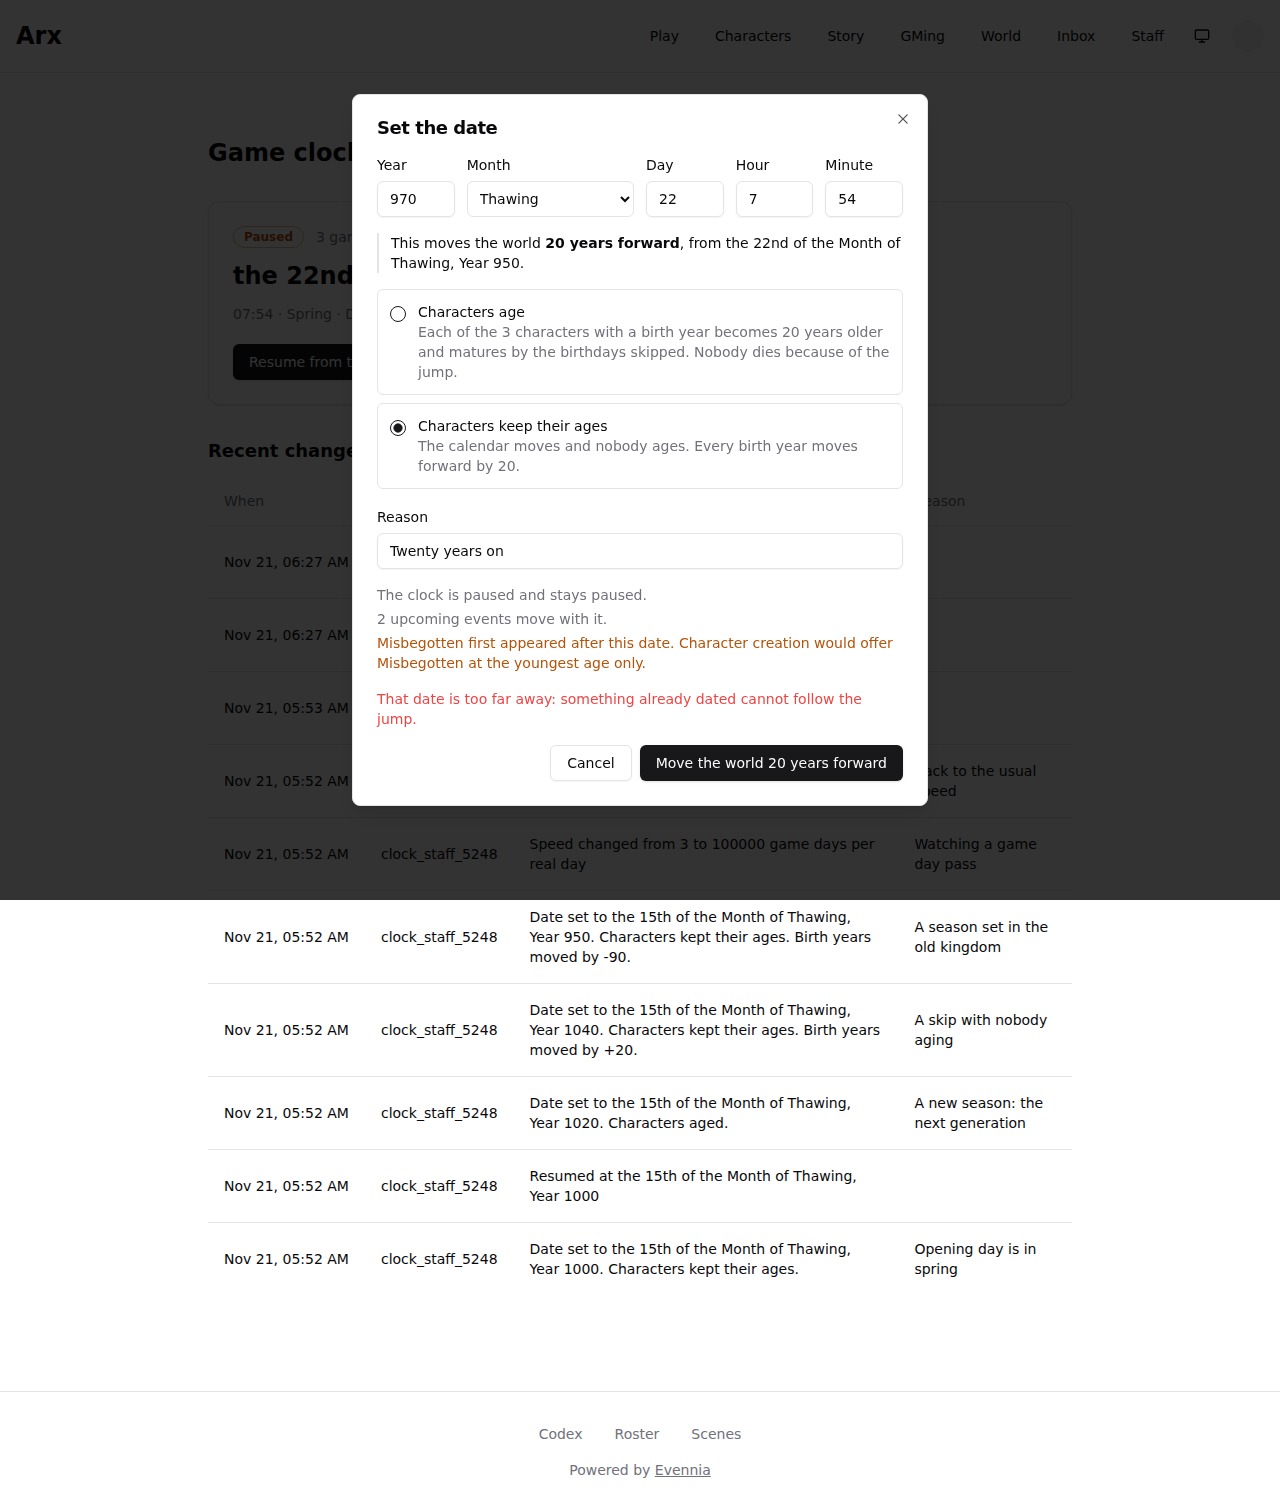 Arx
Play
Characters
Story
GMing
World
Inbox
Staff
Game clock
Paused
3 gar
the 22nd
07:54 · Spring ·
Resume from t
Recent change
When
eason
Nov 21, 06:27 AM
Nov 21, 06:27 AM
Nov 21, 05:53 AM
Nov 21, 05:52 AM
ack to the usual
eed
Set the date
Year
Month
Day
Hour
Minute
970
Thawing
22
7
54
This moves the world 20 years forward, from the 22nd of the Month of
Thawing, Year 950.
Characters age
Each of the 3 characters with a birth year becomes 20 years older
and matures by the birthdays skipped. Nobody dies because of the
jump.
Characters keep their ages
The calendar moves and nobody ages. Every birth year moves
forward by 20.
Reason
Twenty years on
The clock is paused and stays paused.
2 upcoming events move with it.
Misbegotten first appeared after this date. Character creation would offer
Misbegotten at the youngest age only.
That date is too far away: something already dated cannot follow the
jump.
Cancel
Move the world 20 years forward
Nov 21, 05:52 AM
clock_staff_5248
Speed changed from 3 to 100000 game days per
real day
Watching a game
day pass
Nov 21, 05:52 AM
clock_staff_5248
Date set to the 15th of the Month of Thawing,
Year 950. Characters kept their ages. Birth years
moved by -90.
A season set in the
old kingdom
Nov 21, 05:52 AM
clock_staff_5248
Date set to the 15th of the Month of Thawing,
Year 1040. Characters kept their ages. Birth years
moved by +20.
A skip with nobody
aging
Nov 21, 05:52 AM
clock_staff_5248
Date set to the 15th of the Month of Thawing,
Year 1020. Characters aged.
A new season: the
next generation
Nov 21, 05:52 AM
clock_staff_5248
Resumed at the 15th of the Month of Thawing,
Year 1000
Nov 21, 05:52 AM
clock_staff_5248
Date set to the 15th of the Month of Thawing,
Year 1000. Characters kept their ages.
Opening day is in
spring
Codex
Roster
Scenes
Powered by Evennia